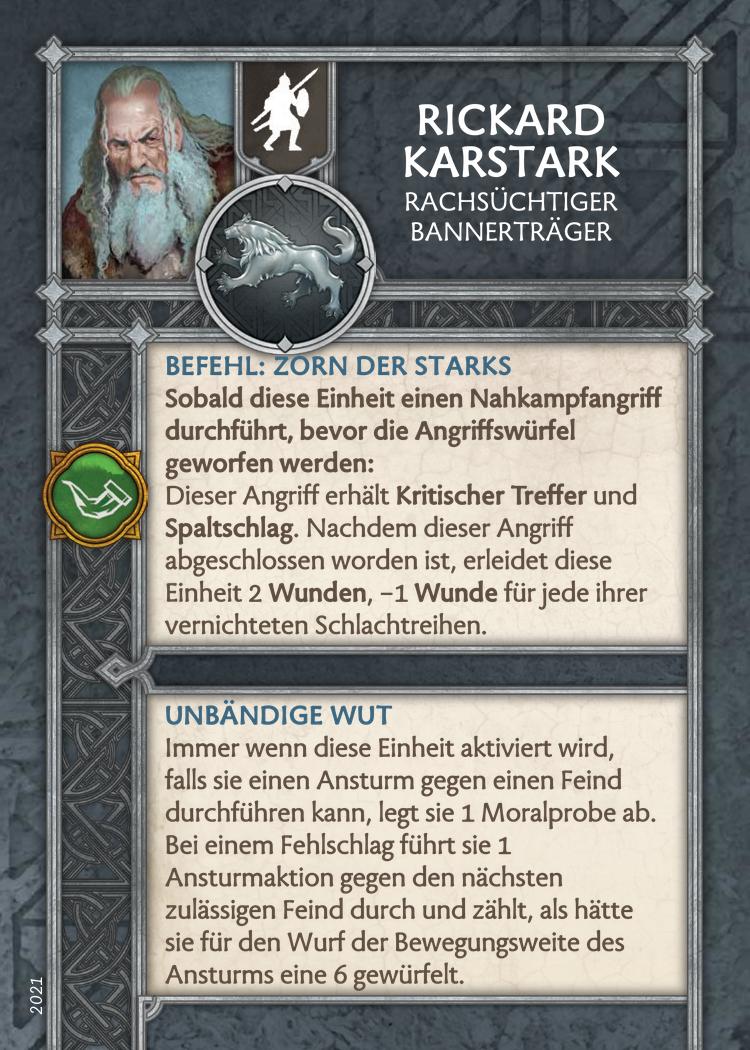 RICKARD
KARSTARK
RACHSÜCHTIGER
BANNERTRÄGER
BEFEHL: ZORN DER STARKS
Sobald diese Einheit einen Nahkampfangriff
durchführt, bevor die Angriffswürfel
geworfen werden:
Dieser Angriff erhält Kritischer Treffer und
Spaltschlag. Nachdem dieser Angriff
abgeschlossen worden ist, erleidet diese
Einheit 2 Wunden, –1 Wunde für jede ihrer
vernichteten Schlachtreihen.
UNBÄNDIGE WUT
Immer wenn diese Einheit aktiviert wird,
falls sie einen Ansturm gegen einen Feind
durchführen kann, legt sie 1 Moralprobe ab.
Bei einem Fehlschlag führt sie 1
Ansturmaktion gegen den nächsten
zulässigen Feind durch und zählt, als hätte
sie für den Wurf der Bewegungsweite des
Ansturms eine 6 gewürfelt.
2021